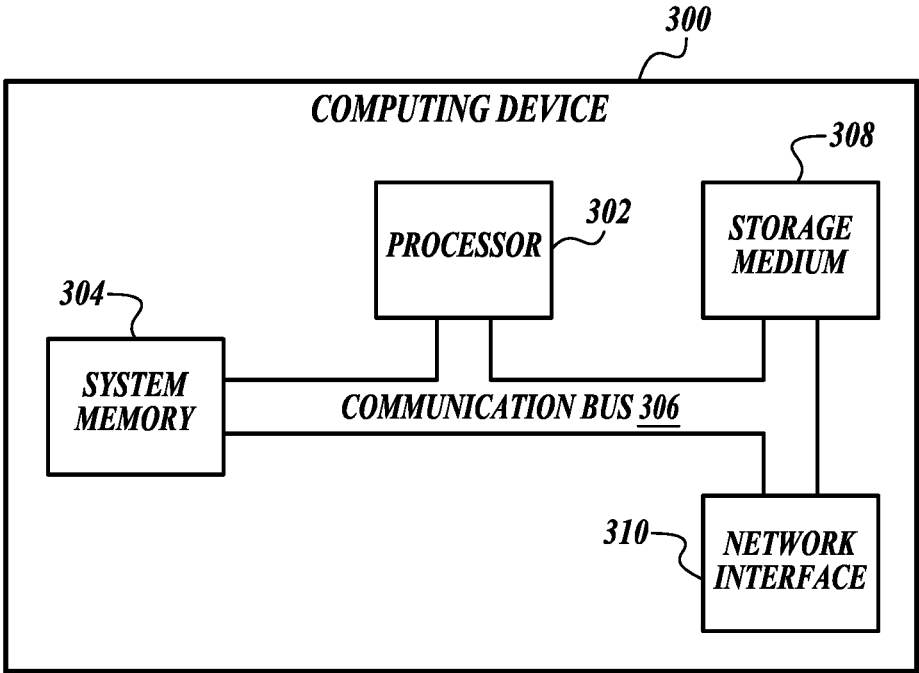 300
COMPUTING DEVICE
308
PROCESSOR
302
STORAGE
MEDIUM
304
SYSTEM
MEMORY
COMMUNICATION BUS 306
310
NETWORK
INTERFACE